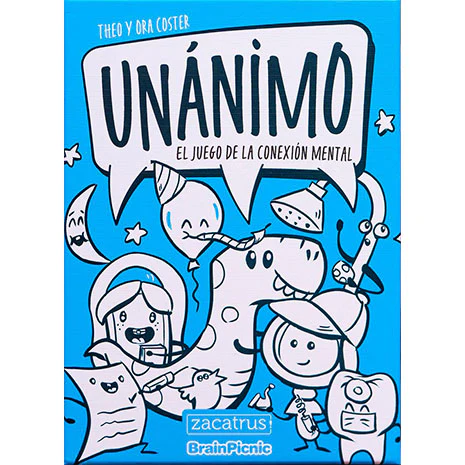 THEO Y ORA COSTER
UNÁNIMO
EL JUEGO DE LA CONEXIÓN MENTAL
zacatrus
BrainPicnic